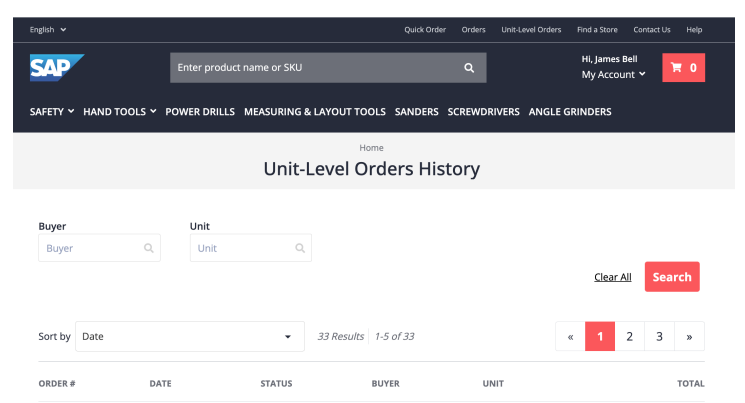 English Quick Order Orders Unit-Level Orders Find a Store Contact Us Help
SAP Enter product name or SKU Hi, James Bell
My Account 0
SAFETY HAND TOOLS POWER DRILLS MEASURING & LAYOUT TOOLS SANDERS SCREWDRIVERS ANGLE GRINDERS
Home
Unit-Level Orders History
Buyer Unit
Buyer Unit
Clear All Search
Sort by Date 33 Results 1-5 of 33 « 1 2 3 »
ORDER # DATE STATUS BUYER UNIT TOTAL